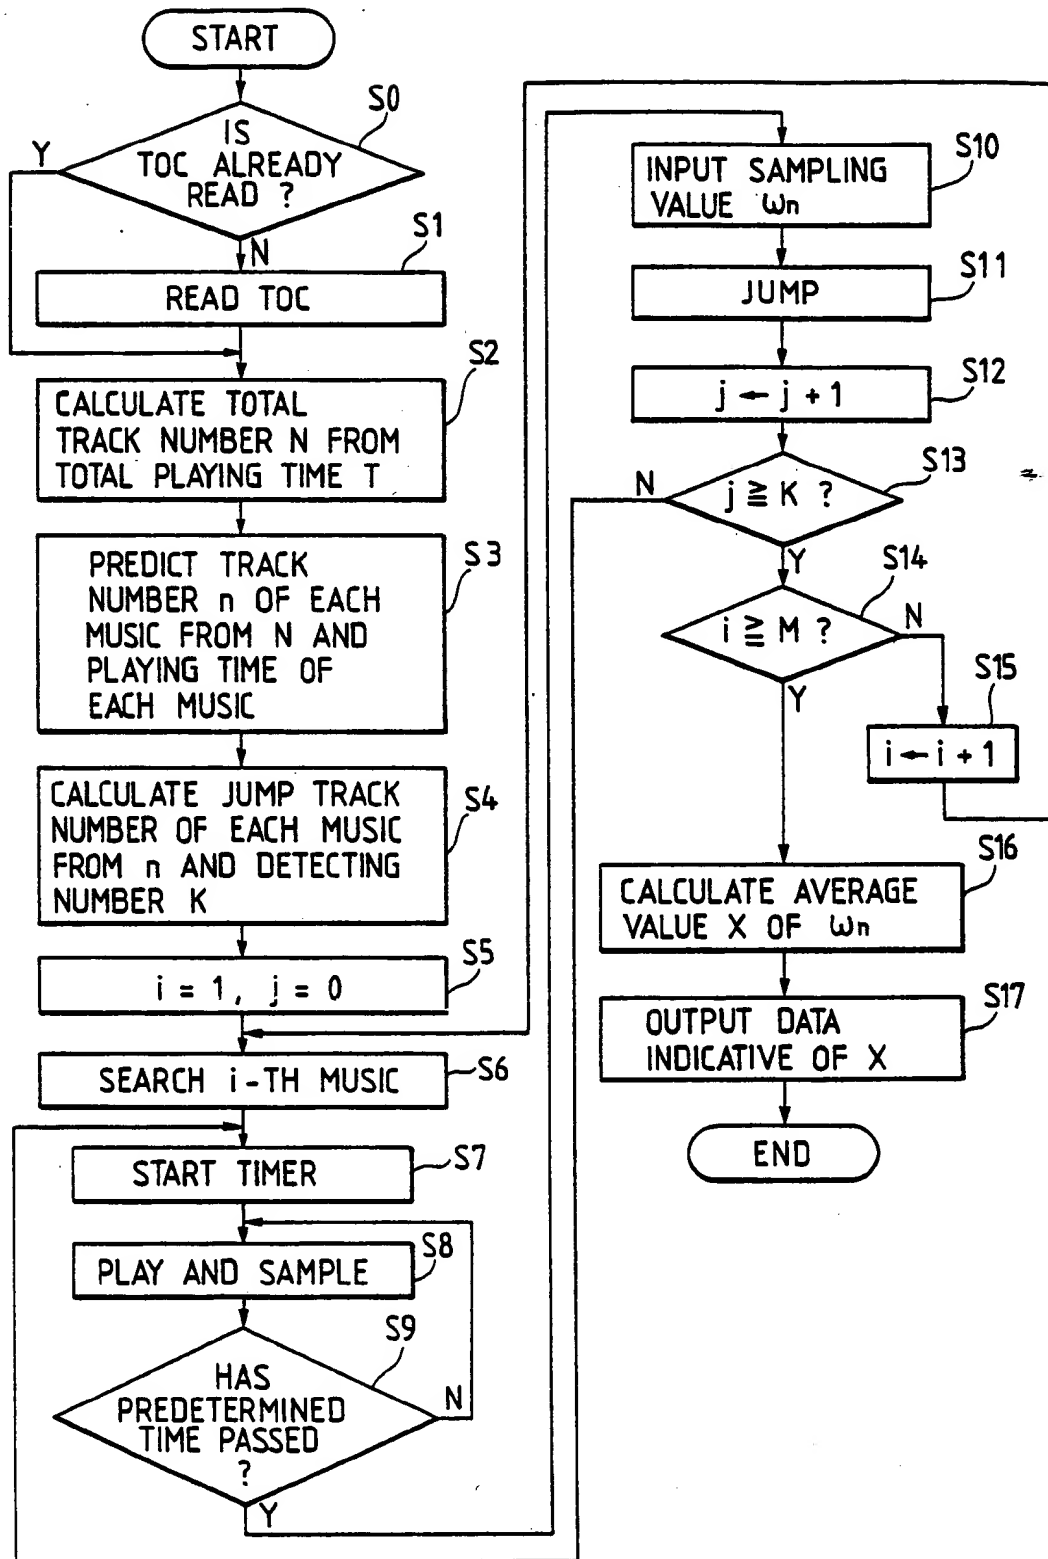 START
S0
IS
TOC ALREADY
READ ?
Y
N
S1
READ TOC
S2
CALCULATE TOTAL
TRACK NUMBER N FROM
TOTAL PLAYING TIME T
S3
PREDICT TRACK
NUMBER n OF EACH
MUSIC FROM N AND
PLAYING TIME OF
EACH MUSIC
S4
CALCULATE JUMP TRACK
NUMBER OF EACH MUSIC
FROM n AND DETECTING
NUMBER K
S5
i = 1, j = 0
S6
SEARCH i-TH MUSIC
S7
START TIMER
S8
PLAY AND SAMPLE
S9
HAS
PREDETERMINED
TIME PASSED
?
N
Y
S10
INPUT SAMPLING
VALUE ωn
S11
JUMP
S12
j ← j + 1
S13
j ≧ K ?
N
Y
S14
i ≧ M ?
N
Y
S15
i ← i + 1
S16
CALCULATE AVERAGE
VALUE X OF ωn
S17
OUTPUT DATA
INDICATIVE OF X
END